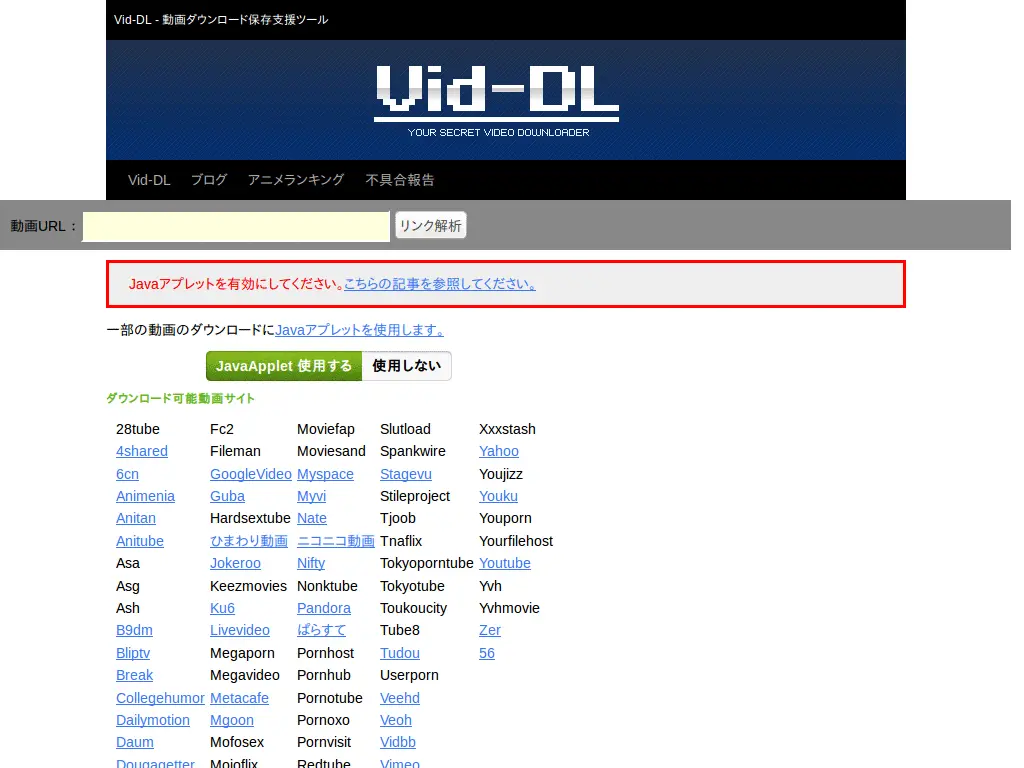 Vid-DL - 動画ダウンロード保存支援ツール
Vid-DL
YOUR SECRET VIDEO DOWNLOADER
Vid-DL ブログ アニメランキング 不具合報告
動画URL： リンク解析
Javaアプレットを有効にしてください。こちらの記事を参照してください。
一部の動画のダウンロードにJavaアプレットを使用します。
JavaApplet 使用する 使用しない
ダウンロード可能動画サイト
28tube Fc2 Moviefap Slutload Xxxstash
4shared Fileman Moviesand Spankwire Yahoo
6cn GoogleVideo Myspace Stagevu Youjizz
Animenia Guba Myvi Stileproject Youku
Anitan Hardsextube Nate Tjoob Youporn
Anitube ひまわり動画 ニコニコ動画 Tnaflix Yourfilehost
Asa Jokeroo Nifty Tokyoporntube Youtube
Asg Keezmovies Nonktube Tokyotube Yvh
Ash Ku6 Pandora Toukoucity Yvhmovie
B9dm Livevideo ぱらすて Tube8 Zer
Bliptv Megaporn Pornhost Tudou 56
Break Megavideo Pornhub Userporn
Collegehumor Metacafe Pornotube Veehd
Dailymotion Mgoon Pornoxo Veoh
Daum Mofosex Pornvisit Vidbb
Dougagetter Mojoflix Redtube Vimeo